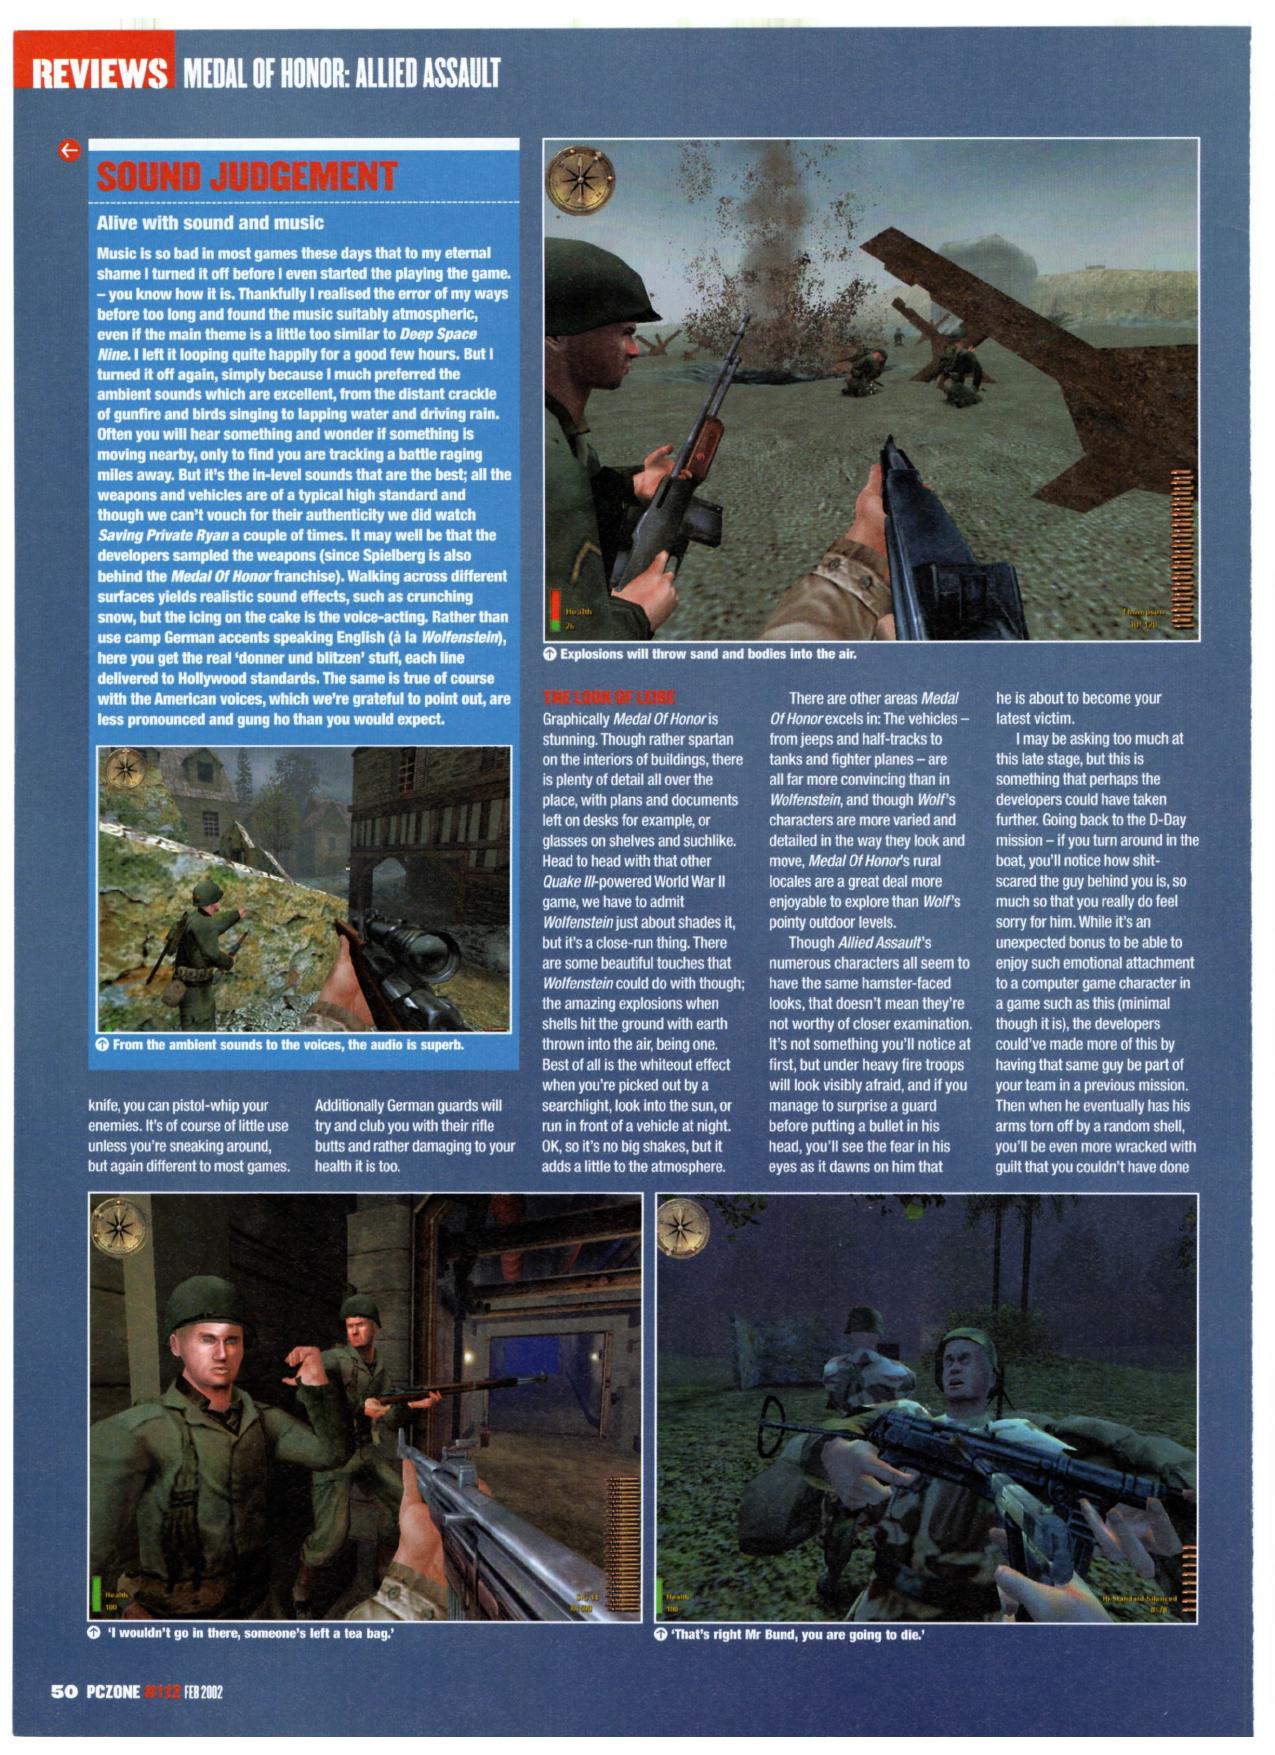 REVIEWS MEDAL OF HONOR: ALLIED ASSAULT
SOUND JUDGEMENT
Alive with sound and music
Music is so bad in most games these days that to my eternal
shame I turned it off before I even started the playing the game.
– you know how it is. Thankfully I realised the error of my ways
before too long and found the music suitably atmospheric,
even if the main theme is a little too similar to Deep Space
Nine. I left it looping quite happily for a good few hours. But I
turned it off again, simply because I much preferred the
ambient sounds which are excellent, from the distant crackle
of gunfire and birds singing to lapping water and driving rain.
Often you will hear something and wonder if something is
moving nearby, only to find you are tracking a battle raging
miles away. But it's the in-level sounds that are the best; all the
weapons and vehicles are of a typical high standard and
though we can't vouch for their authenticity we did watch
Saving Private Ryan a couple of times. It may well be that the
developers sampled the weapons (since Spielberg is also
behind the Medal Of Honor franchise). Walking across different
surfaces yields realistic sound effects, such as crunching
snow, but the icing on the cake is the voice-acting. Rather than
use camp German accents speaking English (à la Wolfenstein),
here you get the real 'donner und blitzen' stuff, each line
delivered to Hollywood standards. The same is true of course
with the American voices, which we're grateful to point out, are
less pronounced and gung ho than you would expect.
From the ambient sounds to the voices, the audio is superb.
knife, you can pistol-whip your
enemies. It's of course of little use
unless you're sneaking around,
but again different to most games.
Additionally German guards will
try and club you with their rifle
butts and rather damaging to your
health it is too.
Health
26
Thompson
Explosions will throw sand and bodies into the air.
THE LOOK OF LEISE
Graphically Medal Of Honor is
stunning. Though rather spartan
on the interiors of buildings, there
is plenty of detail all over the
place, with plans and documents
left on desks for example, or
glasses on shelves and suchlike.
Head to head with that other
Quake III-powered World War II
game, we have to admit
Wolfenstein just about shades it,
but it's a close-run thing. There
are some beautiful touches that
Wolfenstein could do with though;
the amazing explosions when
shells hit the ground with earth
thrown into the air, being one.
Best of all is the whiteout effect
when you're picked out by a
searchlight, look into the sun, or
run in front of a vehicle at night.
OK, so it's no big shakes, but it
adds a little to the atmosphere.
There are other areas Medal
Of Honor excels in: The vehicles –
from jeeps and half-tracks to
tanks and fighter planes – are
all far more convincing than in
Wolfenstein, and though Wolf's
characters are more varied and
detailed in the way they look and
move, Medal Of Honor's rural
locales are a great deal more
enjoyable to explore than Wolf's
pointy outdoor levels.
Though Allied Assault's
numerous characters all seem to
have the same hamster-faced
looks, that doesn't mean they're
not worthy of closer examination.
It's not something you'll notice at
first, but under heavy fire troops
will look visibly afraid, and if you
manage to surprise a guard
before putting a bullet in his
head, you'll see the fear in his
eyes as it dawns on him that
he is about to become your
latest victim.
I may be asking too much at
this late stage, but this is
something that perhaps the
developers could have taken
further. Going back to the D-Day
mission – if you turn around in the
boat, you'll notice how shit-
scared the guy behind you is, so
much so that you really do feel
sorry for him. While it's an
unexpected bonus to be able to
enjoy such emotional attachment
to a computer game character in
a game such as this (minimal
though it is), the developers
could've made more of this by
having that same guy be part of
your team in a previous mission.
Then when he eventually has his
arms torn off by a random shell,
you'll be even more wracked with
guilt that you couldn't have done
Health
100
'I wouldn't go in there, someone's left a tea bag.'
Health
100
Hi-Standard Silenced
'That's right Mr Bund, you are going to die.'
50 PCZONE #112 FEB 2002